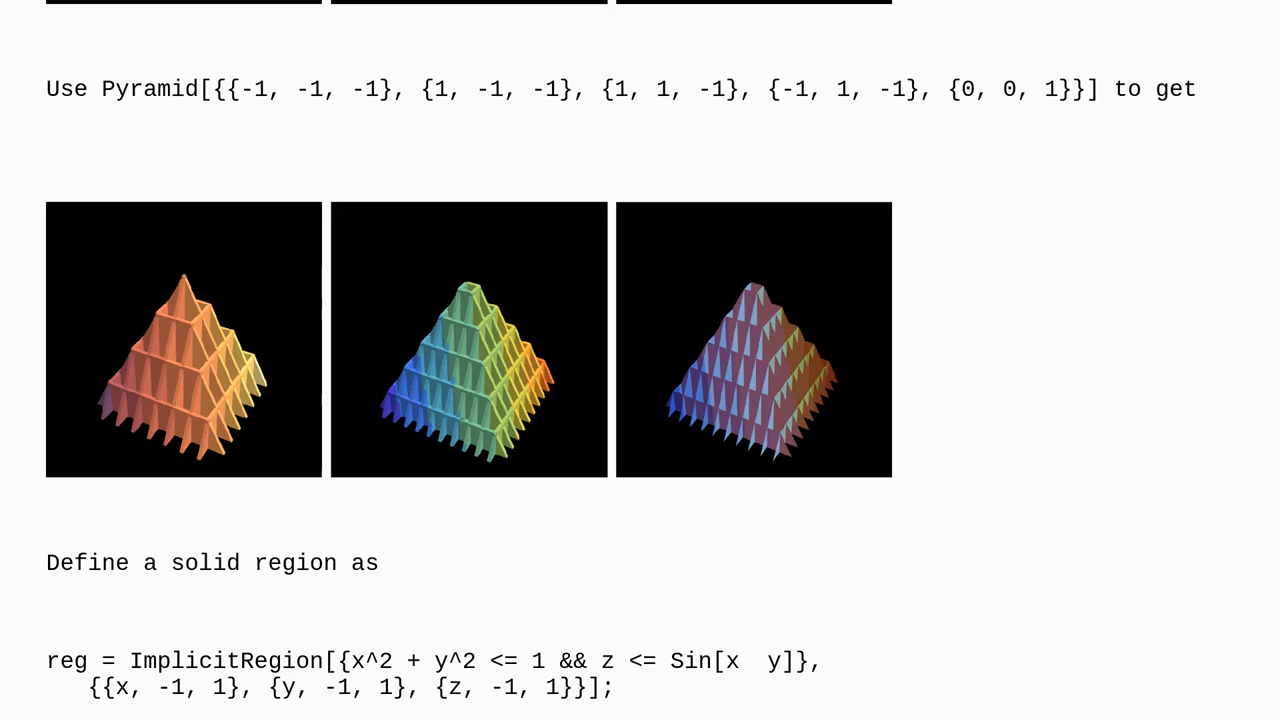 Use Pyramid[{{-1, -1, -1}, {1, -1, -1}, {1, 1, -1}, {-1, 1, -1}, {0, 0, 1}}] to get
Define a solid region as
reg = ImplicitRegion[{x^2 + y^2 <= 1 && z <= Sin[x  y]},
   {{x, -1, 1}, {y, -1, 1}, {z, -1, 1}}];